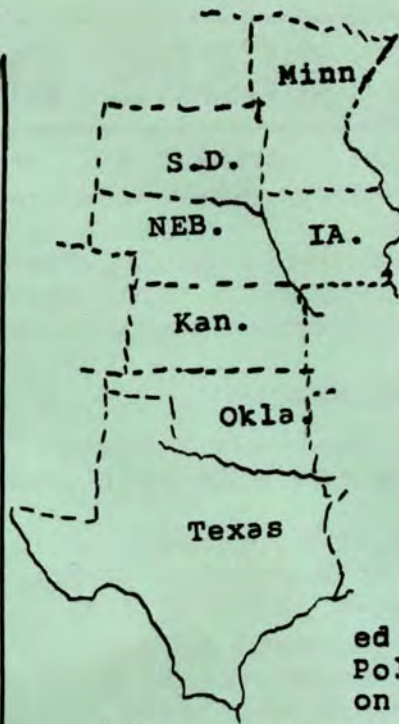 Minn
S.D.
NEB.
IA.
Kan.
Okla.
Texas
ed
Pol
on